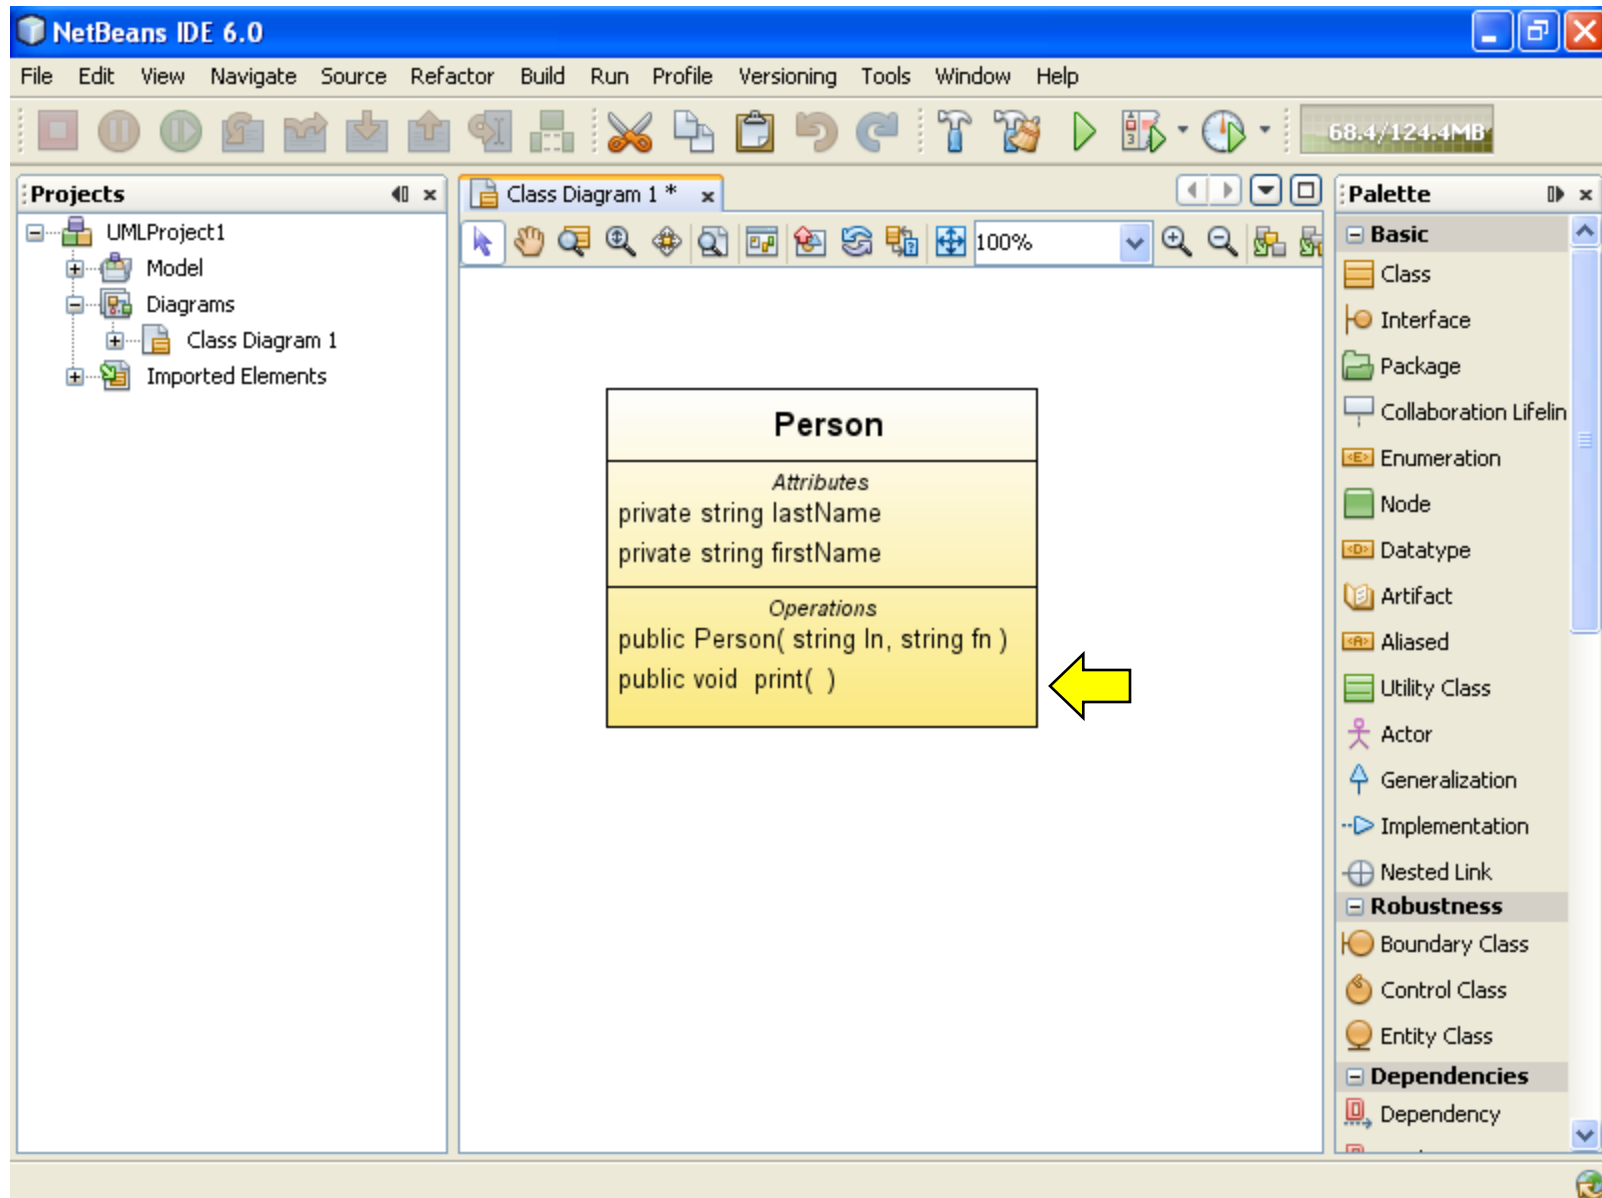 NetBeans IDE 6.0
File Edit View Navigate Source Refactor Build Run Profile Versioning Tools Window Help
68.4/124.4MB
Projects
UMLProject1
Model
Diagrams
Class Diagram 1
Imported Elements
Class Diagram 1 *
100%
Person
Attributes
private string lastName
private string firstName
Operations
public Person( string ln, string fn )
public void print( )
Palette
Basic
Class
Interface
Package
Collaboration Lifelin
Enumeration
Node
Datatype
Artifact
Aliased
Utility Class
Actor
Generalization
Implementation
Nested Link
Robustness
Boundary Class
Control Class
Entity Class
Dependencies
Dependency